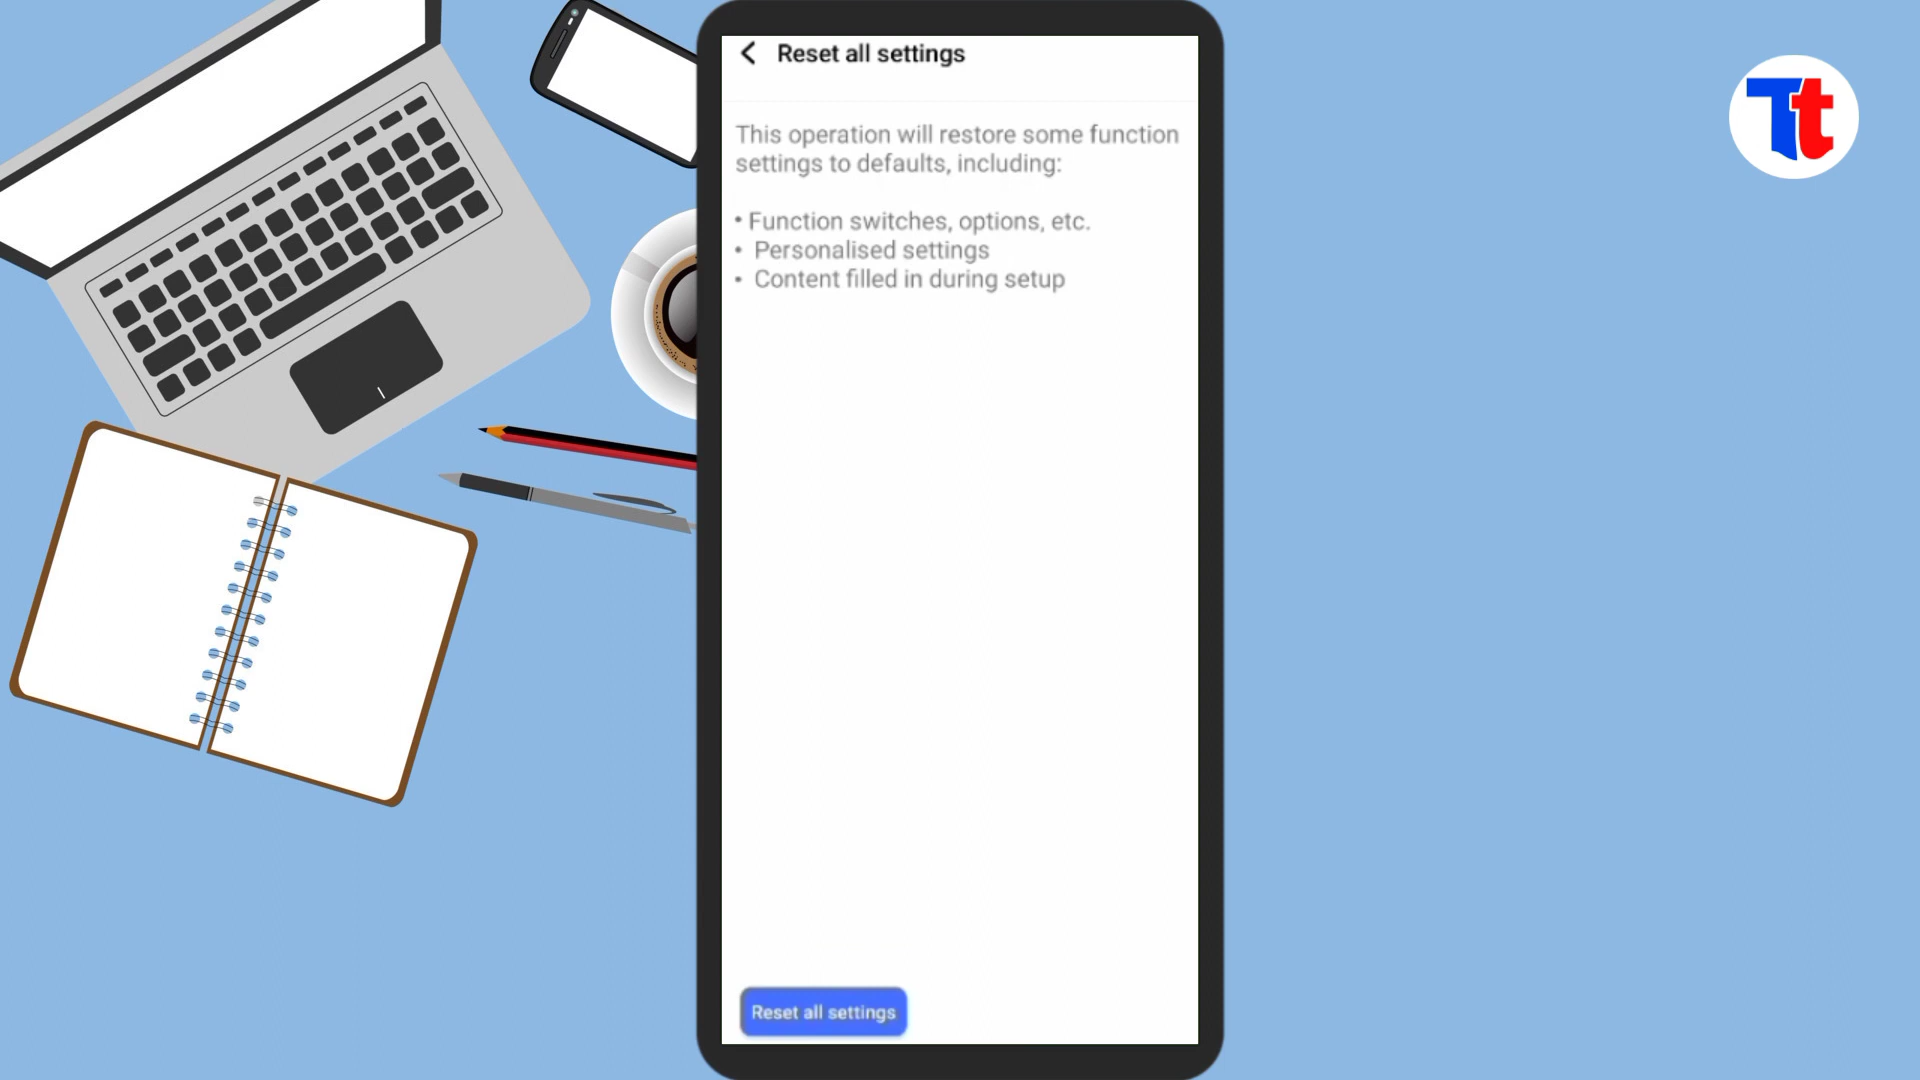 Reset all settings
This operation will restore some function
settings to defaults, including:
• Function switches, options, etc.
• Personalised settings
• Content filled in during setup
Reset all settings
Tt